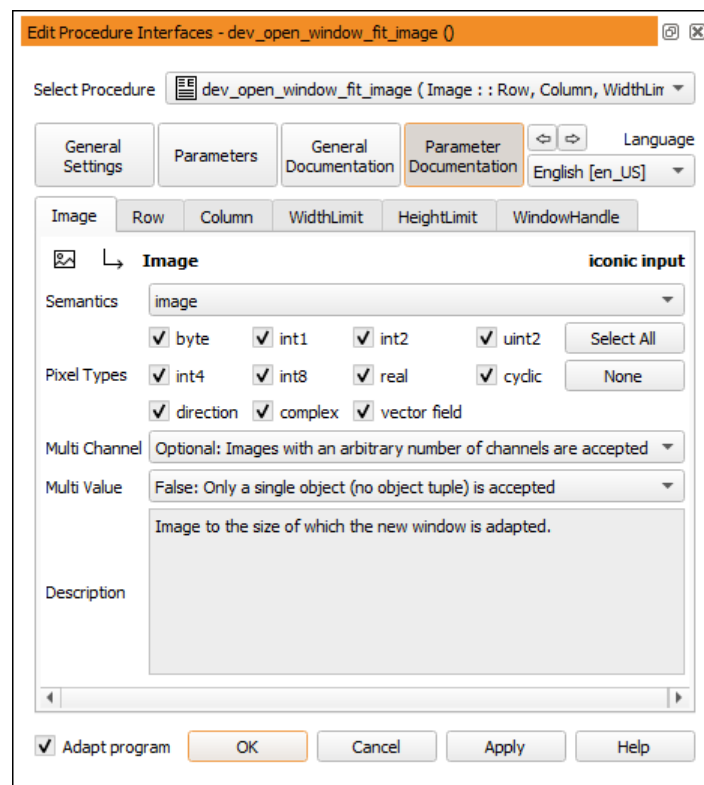 Edit Procedure Interfaces - dev_open_window_fit_image ()
Select Procedure dev_open_window_fit_image ( Image : : Row, Column, WidthLim
General Settings Parameters General Documentation Parameter Documentation Language
English [en_US]
Image Row Column WidthLimit HeightLimit WindowHandle
Image iconic input
Semantics image
byte int1 int2 uint2 Select All
Pixel Types int4 int8 real cyclic None
direction complex vector field
Multi Channel Optional: Images with an arbitrary number of channels are accepted
Multi Value False: Only a single object (no object tuple) is accepted
Image to the size of which the new window is adapted.
Description
Adapt program OK Cancel Apply Help